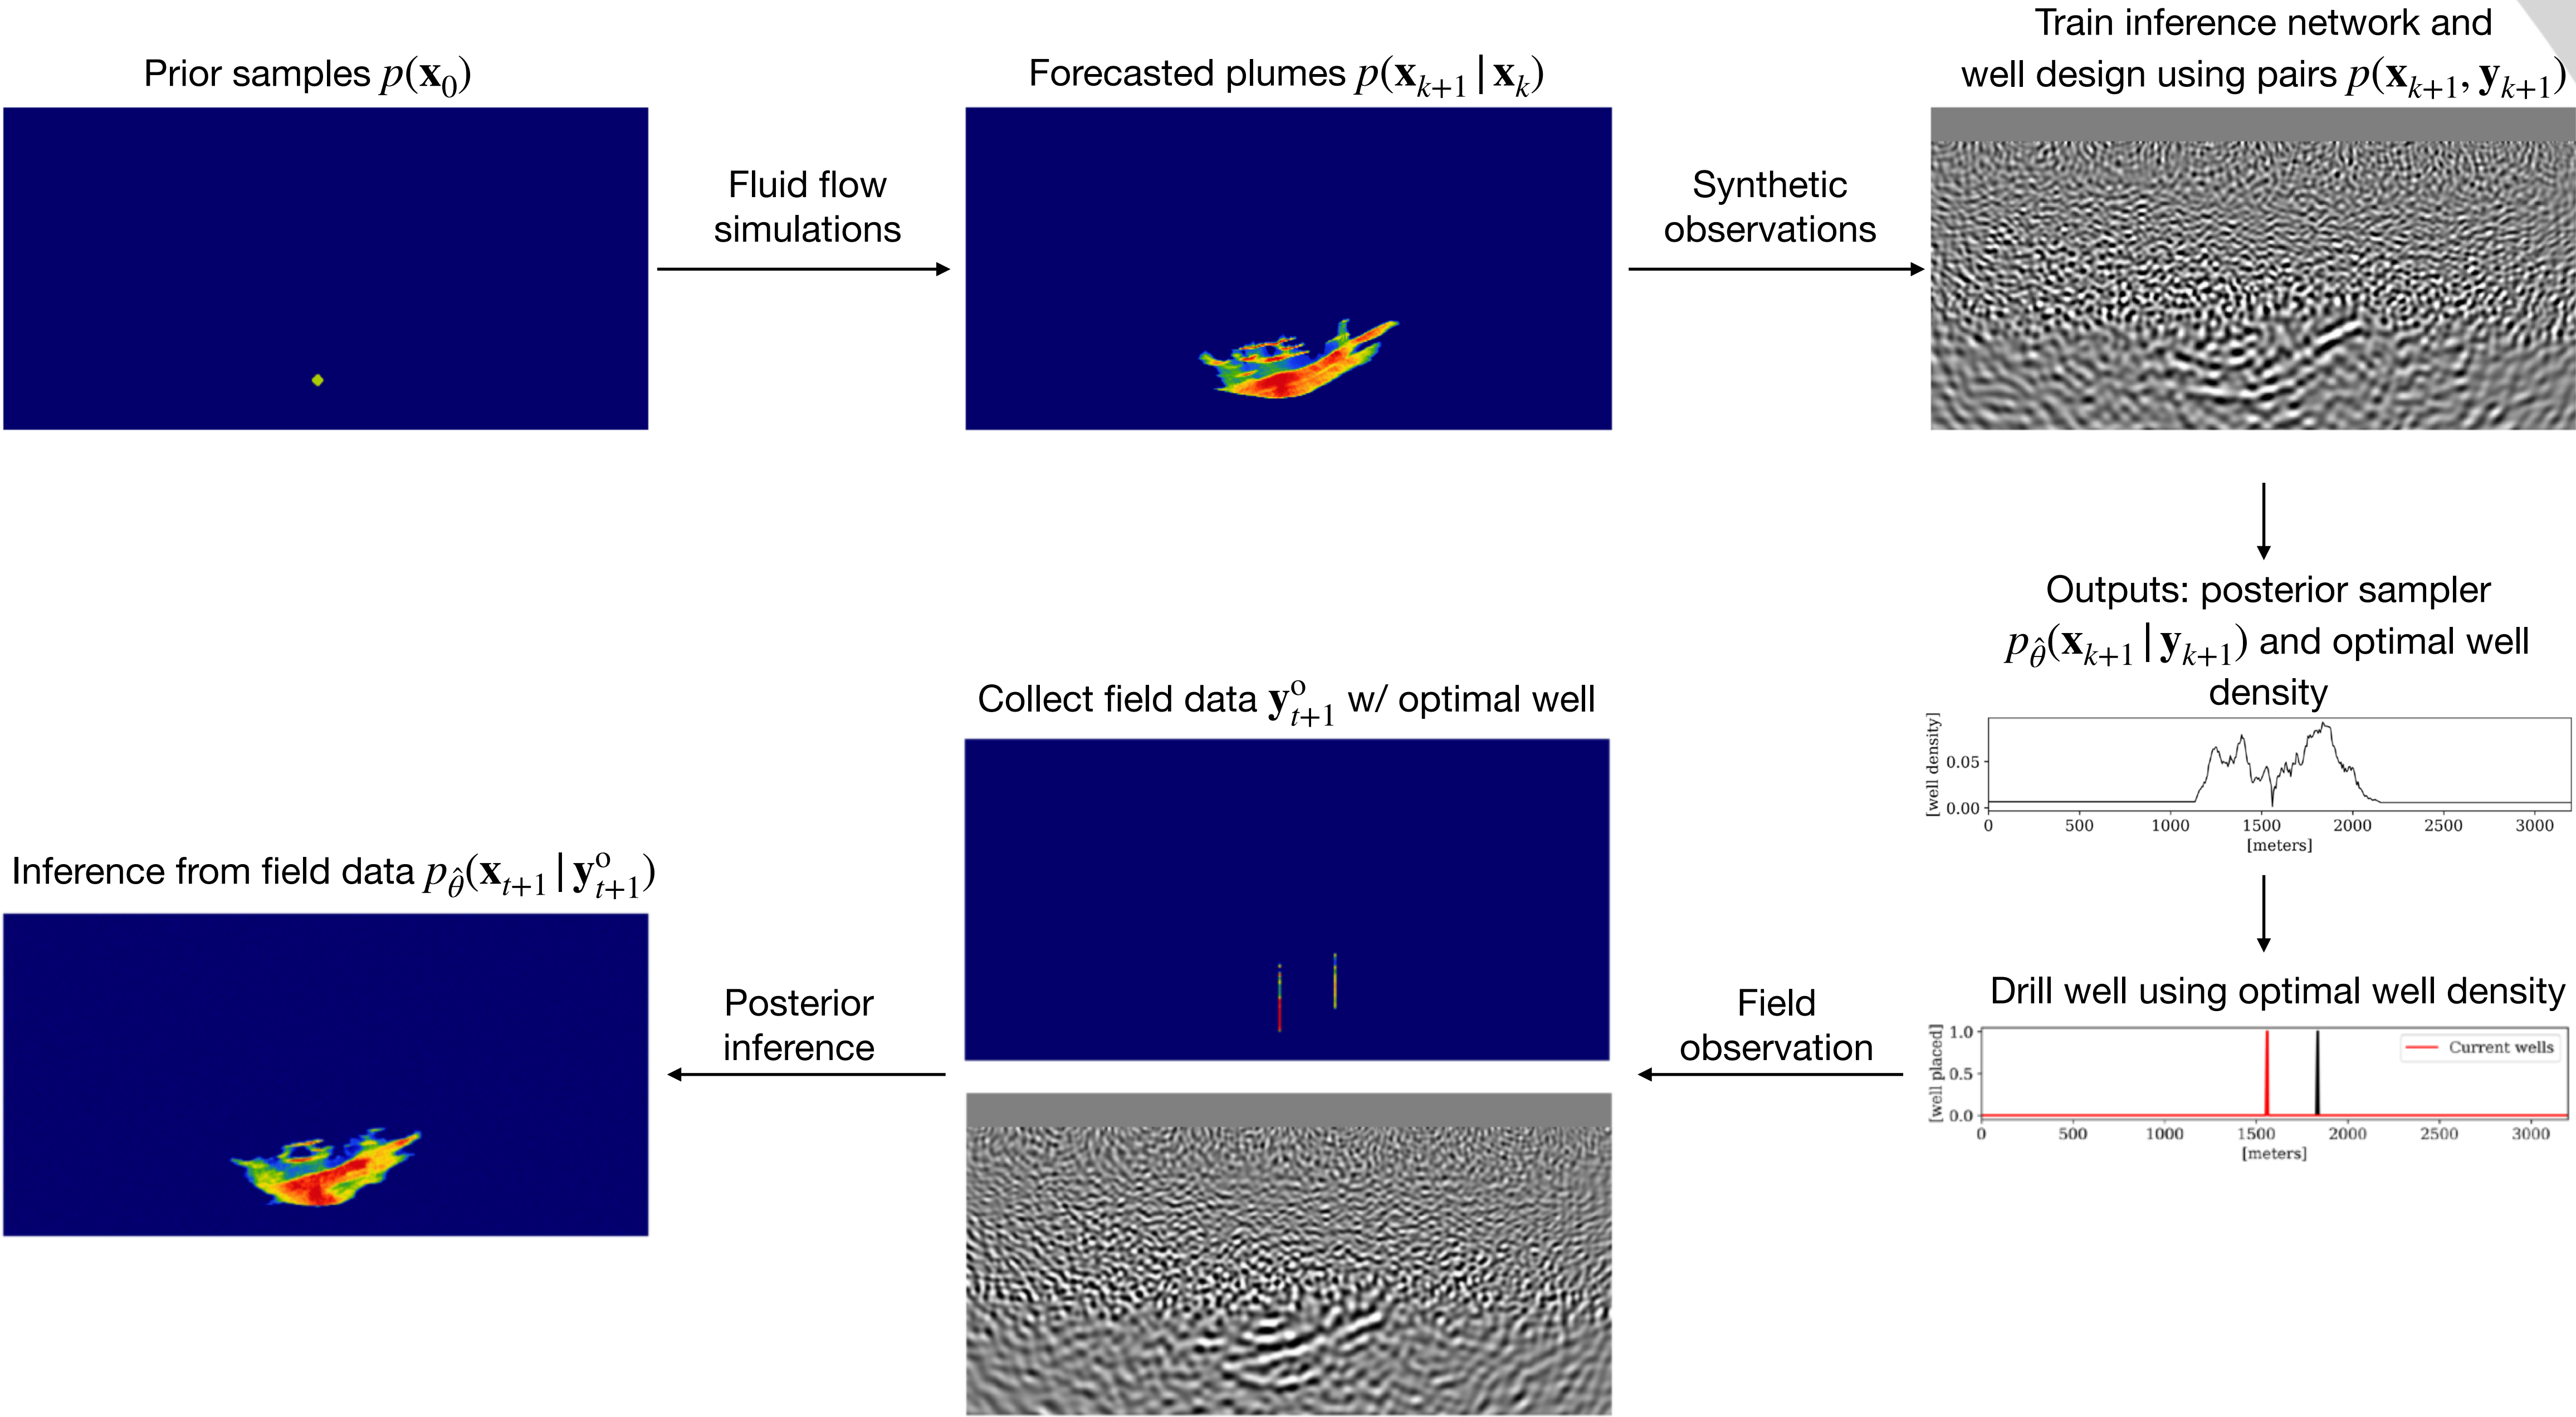 Prior samples p(x₀)
Fluid flow
simulations
Forecasted plumes p(xₖ₊₁ | xₖ)
Synthetic
observations
Train inference network and
well design using pairs p(xₖ₊₁, yₖ₊₁)
Outputs: posterior sampler
p_θ̂(xₖ₊₁ | yₖ₊₁) and optimal well
density
[well density]
0.05
0.00
0 500 1000 1500 2000 2500 3000
[meters]
Drill well using optimal well density
[well placed]
1.0
0.5
0.0
Current wells
0 500 1000 1500 2000 2500 3000
[meters]
Field
observation
Collect field data yᵒₜ₊₁ w/ optimal well
Posterior
inference
Inference from field data p_θ̂(xₜ₊₁ | yᵒₜ₊₁)